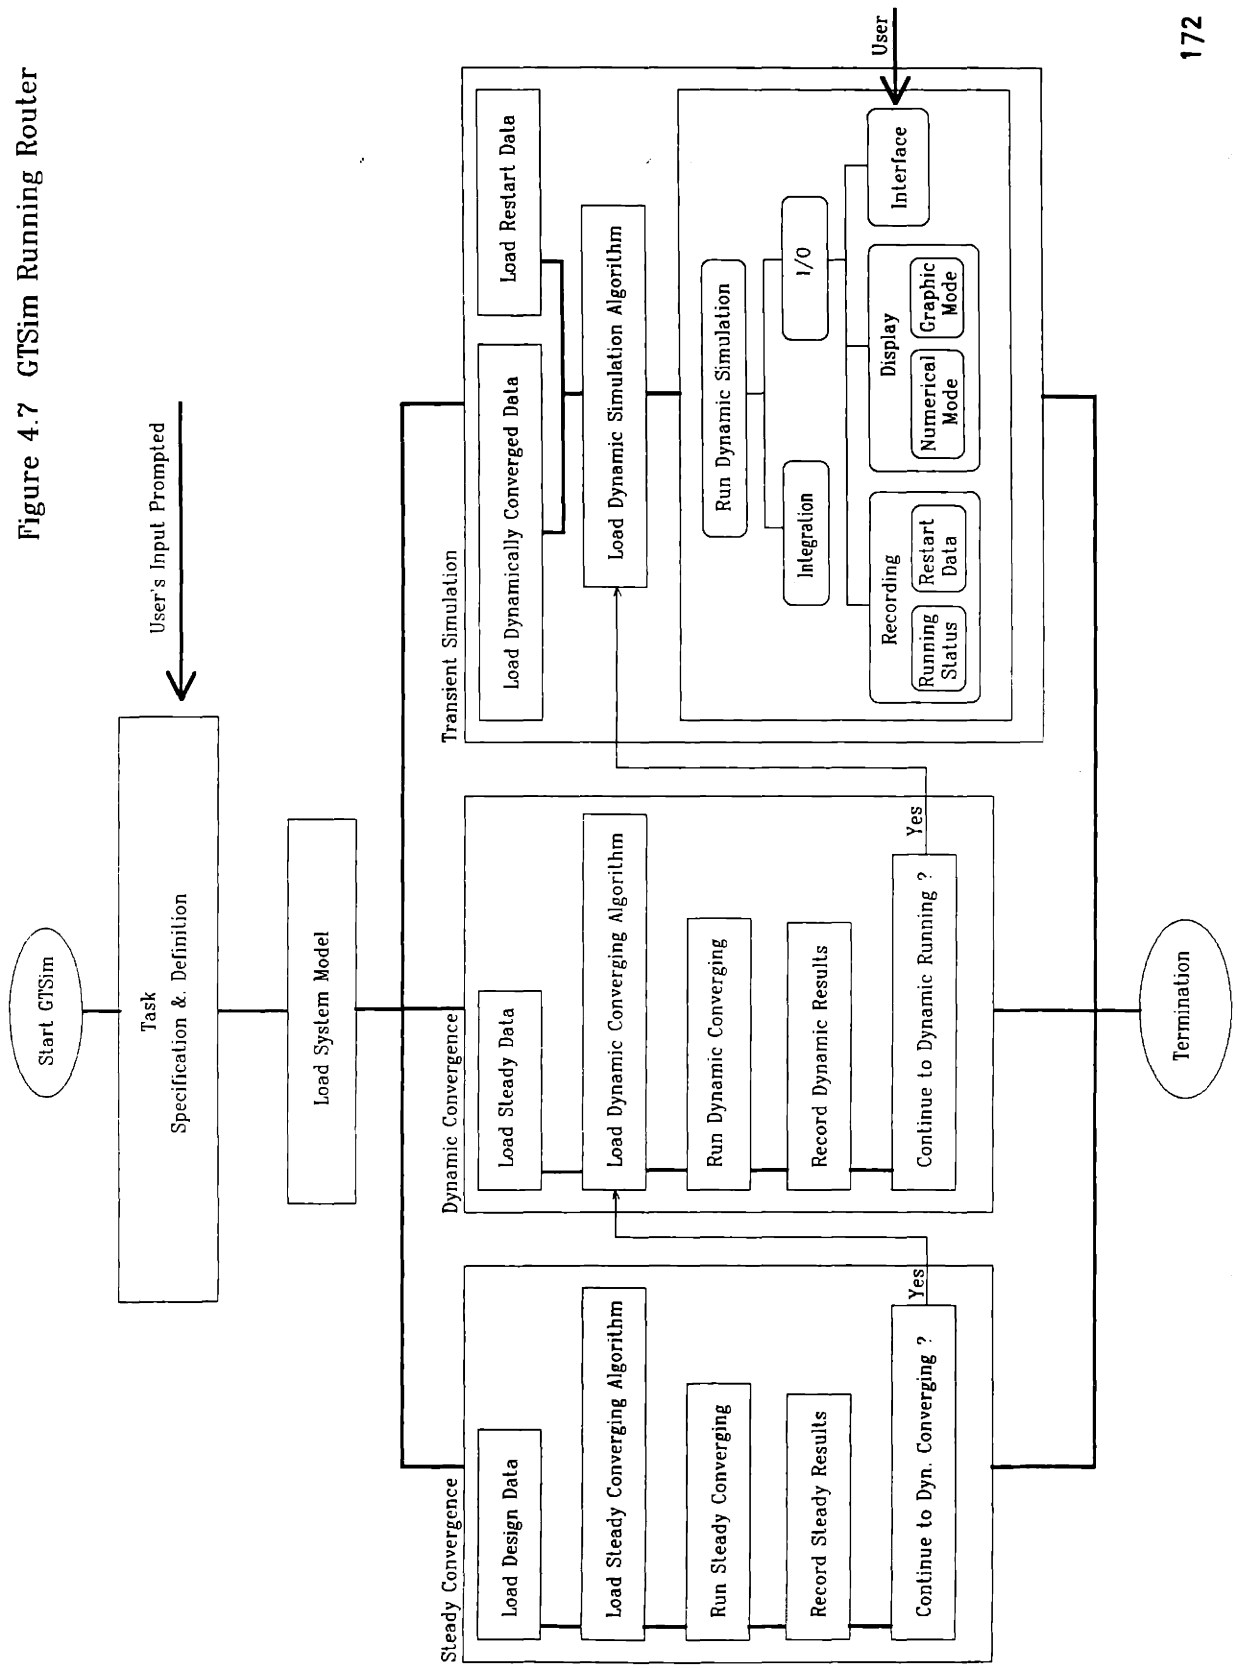 Figure 4.7 GTSim Running Router
Start GTSim
User's Input Prompted
Task
Specification &. Definition
Load System Model
Steady Convergence
Load Design Data
Load Steady Converging Algorithm
Run Steady Converging
Record Steady Results
Continue to Dyn. Converging ?
Yes
Dynamic Convergence
Load Steady Data
Load Dynamic Converging Algorithm
Run Dynamic Converging
Record Dynamic Results
Continue to Dynamic Running ?
Yes
Transient Simulation
Load Dynamically Converged Data
Load Restart Data
Load Dynamic Simulation Algorithm
Run Dynamic Simulation
Integration
I/O
Recording
Running
Status
Restart
Data
Display
Numerical
Mode
Graphic
Mode
Interface
User
Termination
172